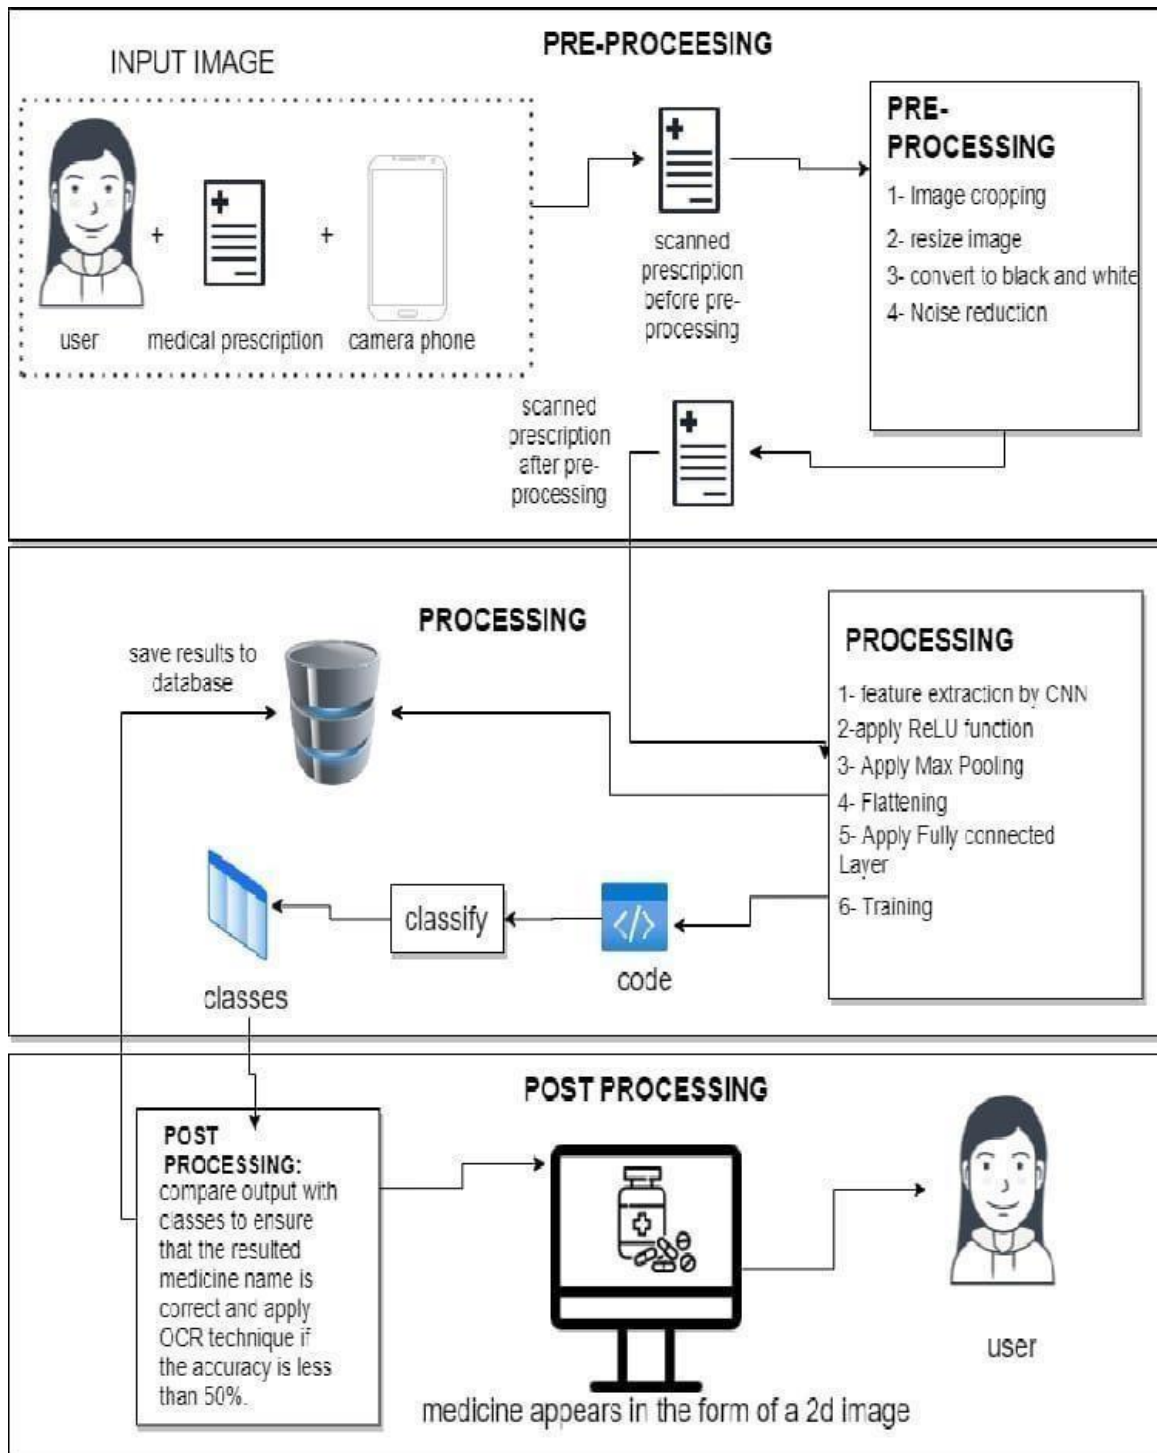 PRE-PROCEESING
INPUT IMAGE
+
+
user
medical prescription
camera phone
scanned
prescription
before pre-
processing
PRE-
PROCESSING
1- Image cropping
2- resize image
3- convert to black and white
4- Noise reduction
scanned
prescription
after pre-
processing
PROCESSING
save results to
database
PROCESSING
1- feature extraction by CNN
2-apply ReLU function
3- Apply Max Pooling
4- Flattening
5- Apply Fully connected
Layer
6- Training
</>
code
classify
classes
POST PROCESSING
POST
PROCESSING:
compare output with
classes to ensure
that the resulted
medicine name is
correct and apply
OCR technique if
the accuracy is less
than 50%.
medicine appears in the form of a 2d image
user